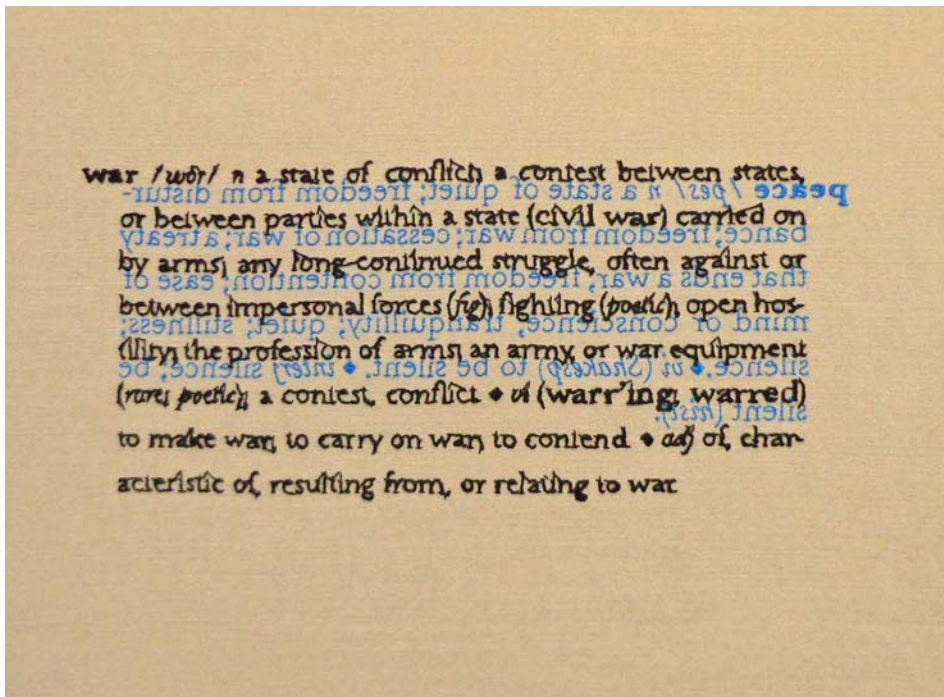 war /wör/ n a state of conflict; a contest between states,
or between parties within a state (civil war) carried on
by arms; any long-continued struggle, often against or
between impersonal forces (fig); fighting (poetic); open hos-
tility; the profession of arms; an army, or war equipment
(rare; poetic); a contest, conflict ◆ vi (warr'ing; warred)
to make war; to carry on war; to contend ◆ adj of, char-
acteristic of, resulting from, or relating to war.
peace /pēs/ n a state of quiet; freedom from distur-
bance; freedom from war; cessation of war; a treaty
that ends a war; freedom from contention; ease of
mind or conscience; tranquility; quiet; stillness;
silence. ◆ vi (Shakesp) to be silent. ◆ interj silence; be
silent (hist).